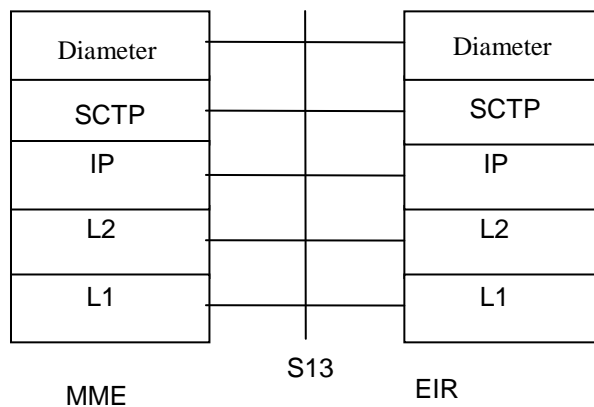 Diameter Diameter
SCTP SCTP
IP IP
L2 L2
L1 L1
S13
MME EIR